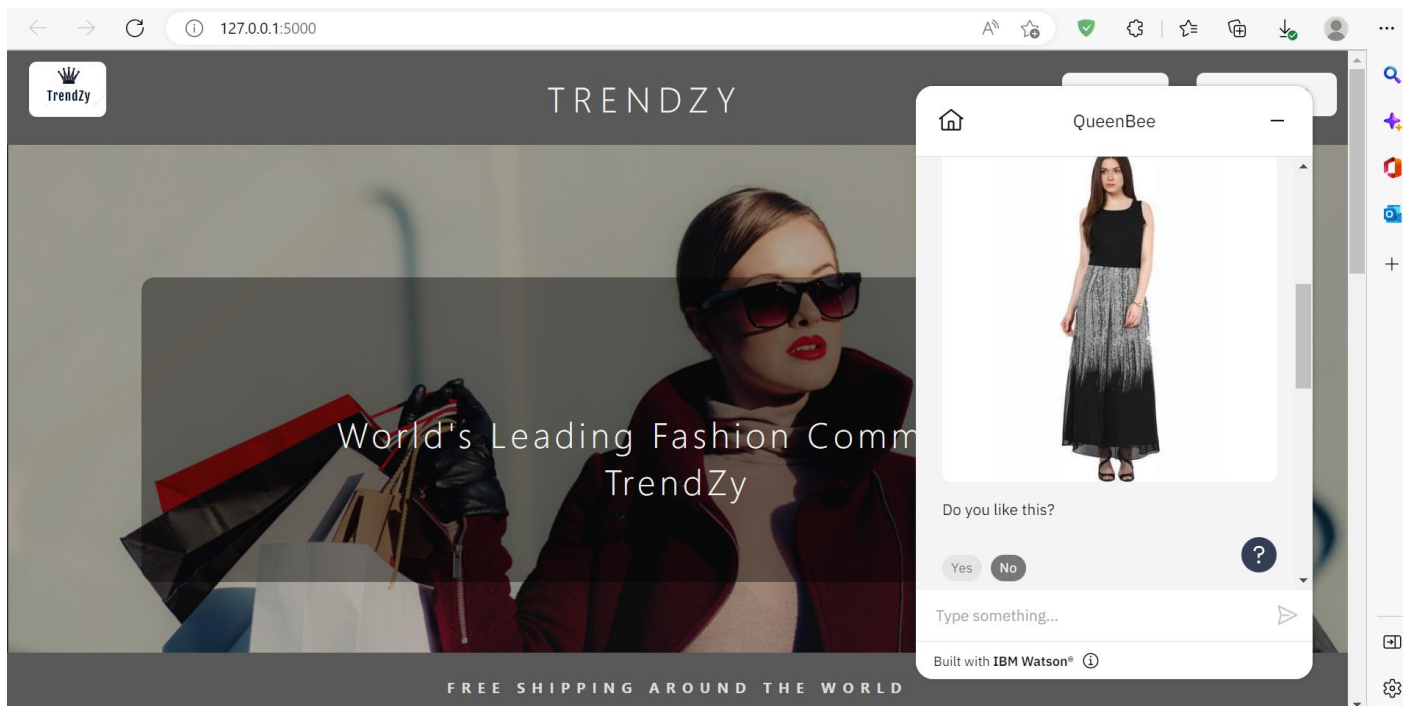 127.0.0.1:5000
TrendZy
TRENDZY
World's Leading Fashion Comm
TrendZy
FREE SHIPPING AROUND THE WORLD
QueenBee
Do you like this?
Yes No
?
Type something...
Built with IBM Watson®